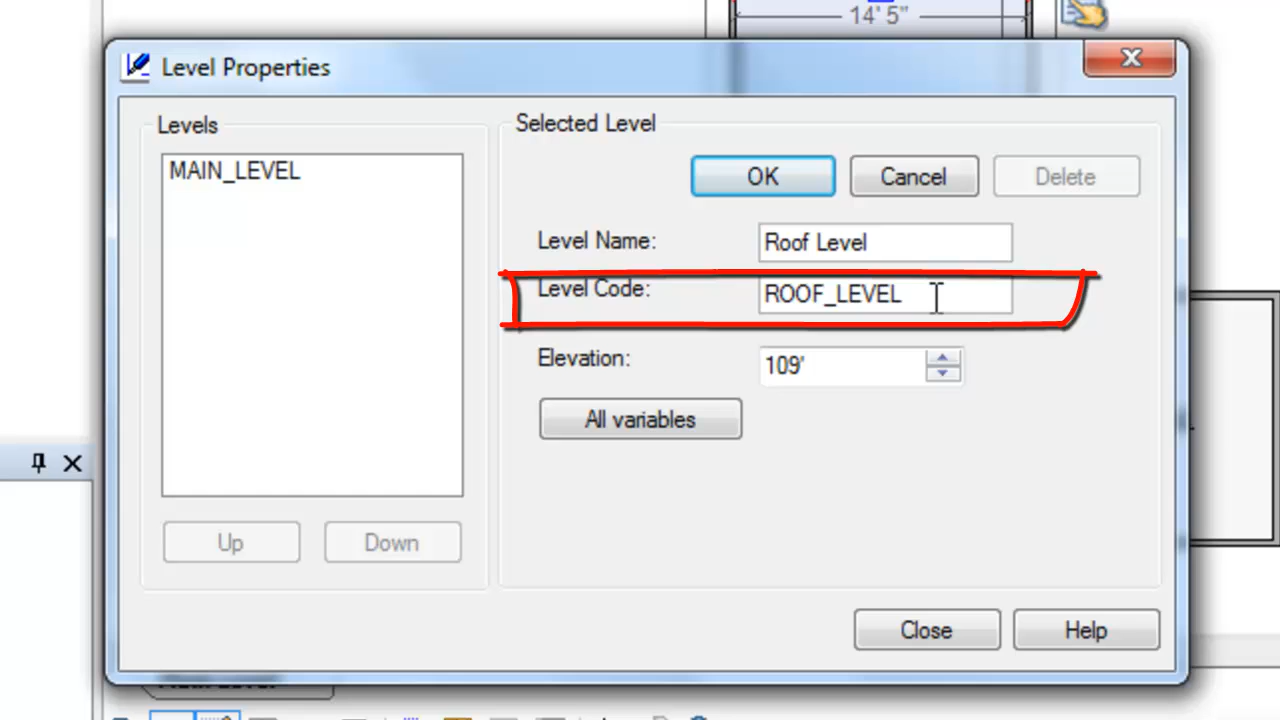 14' 5"
Level Properties
Levels
MAIN_LEVEL
Up
Down
Selected Level
OK
Cancel
Delete
Level Name:
Roof Level
Level Code:
ROOF_LEVEL
Elevation:
109'
All variables
Close
Help